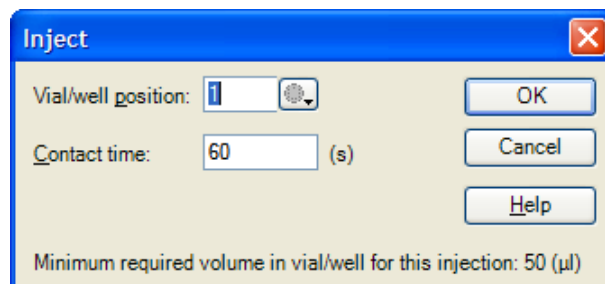 Inject
Vial/well position: 1
OK
Contact time: 60 (s)
Cancel
Help
Minimum required volume in vial/well for this injection: 50 (µl)